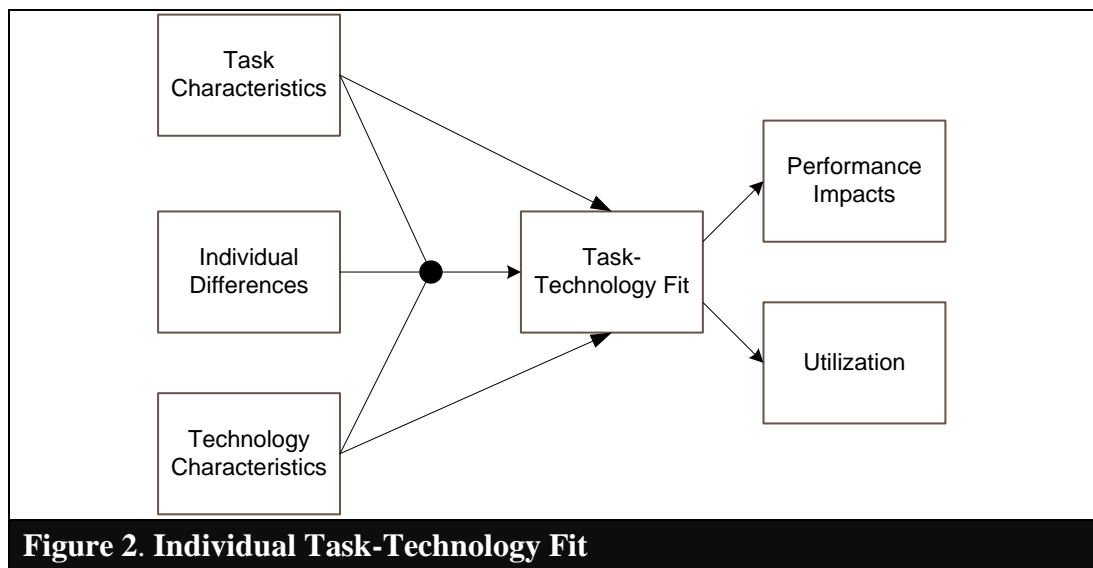 Task
Characteristics
Individual
Differences
Technology
Characteristics
Task-
Technology Fit
Performance
Impacts
Utilization
Figure 2. Individual Task-Technology Fit